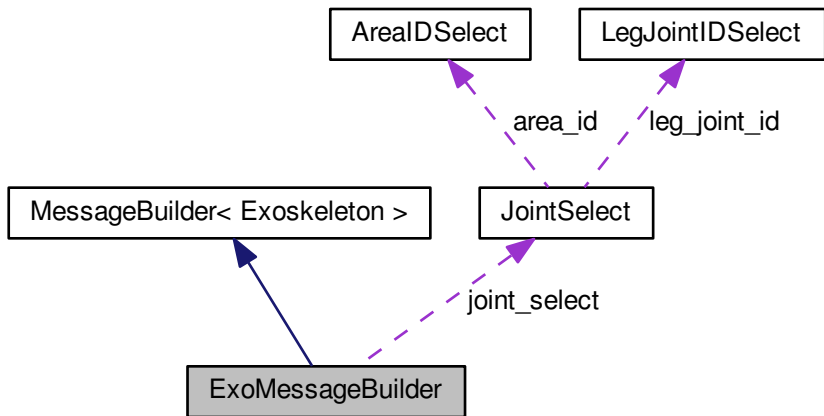 AreaIDSelect
LegJointIDSelect
area_id
leg_joint_id
MessageBuilder< Exoskeleton >
JointSelect
joint_select
ExoMessageBuilder